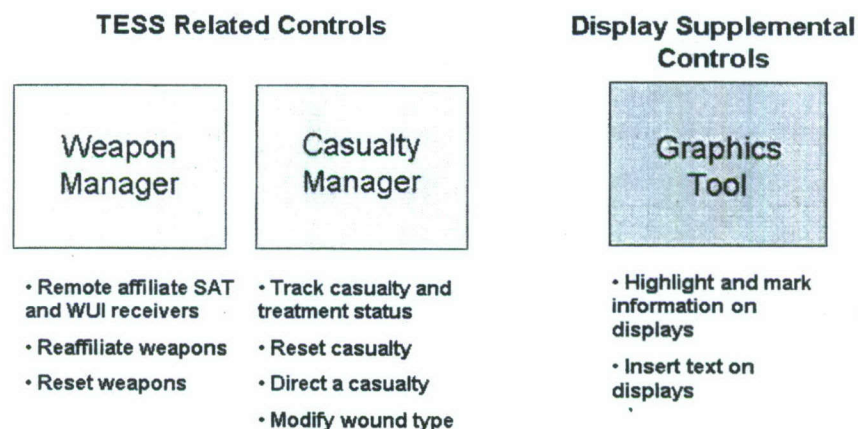 TESS Related Controls
Weapon
Manager
• Remote affiliate SAT
and WUI receivers
• Reaffiliate weapons
• Reset weapons
Casualty
Manager
• Track casualty and
treatment status
• Reset casualty
• Direct a casualty
• Modify wound type
Display Supplemental
Controls
Graphics
Tool
• Highlight and mark
information on
displays
• Insert text on
displays